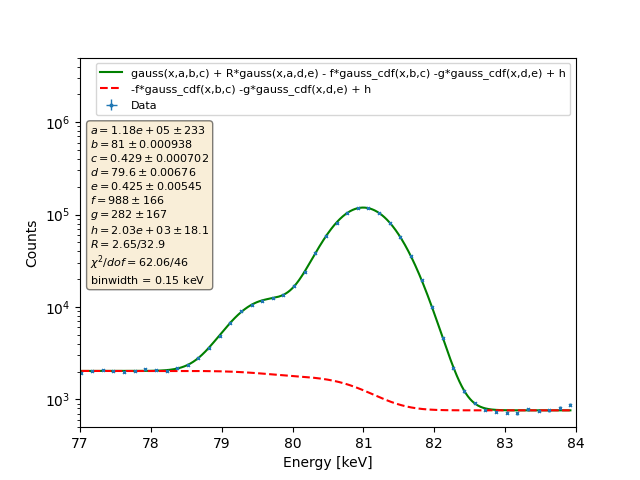 gauss(x,a,b,c) + R*gauss(x,a,d,e) - f*gauss_cdf(x,b,c) -g*gauss_cdf(x,d,e) + h
-f*gauss_cdf(x,b,c) -g*gauss_cdf(x,d,e) + h
Data
a = 1.18e + 05 ± 233
b = 81 ± 0.000938
c = 0.429 ± 0.000702
d = 79.6 ± 0.00676
e = 0.425 ± 0.00545
f = 988 ± 166
g = 282 ± 167
h = 2.03e + 03 ± 18.1
R = 2.65/32.9
χ²/dof = 62.06/46
binwidth = 0.15 keV
10⁶
10⁵
10⁴
10³
Counts
77 78 79 80 81 82 83 84
Energy [keV]